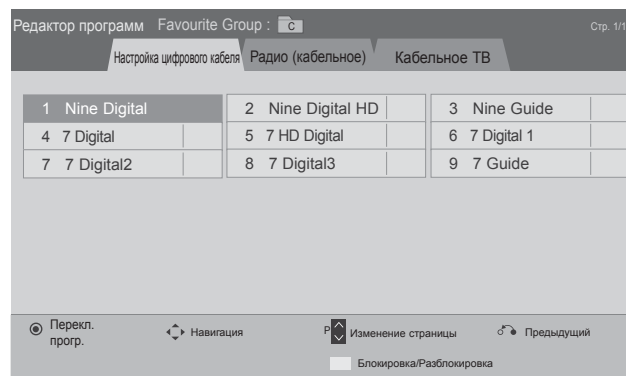 Редактор программ Favourite Group : C Стр. 1/1
Настройка цифрового кабеля Радио (кабельное) Кабельное ТВ
1 Nine Digital 2 Nine Digital HD 3 Nine Guide
4 7 Digital 5 7 HD Digital 6 7 Digital 1
7 7 Digital2 8 7 Digital3 9 7 Guide
Перекл. прогр. Навигация P Изменение страницы Предыдущий
Блокировка/Разблокировка